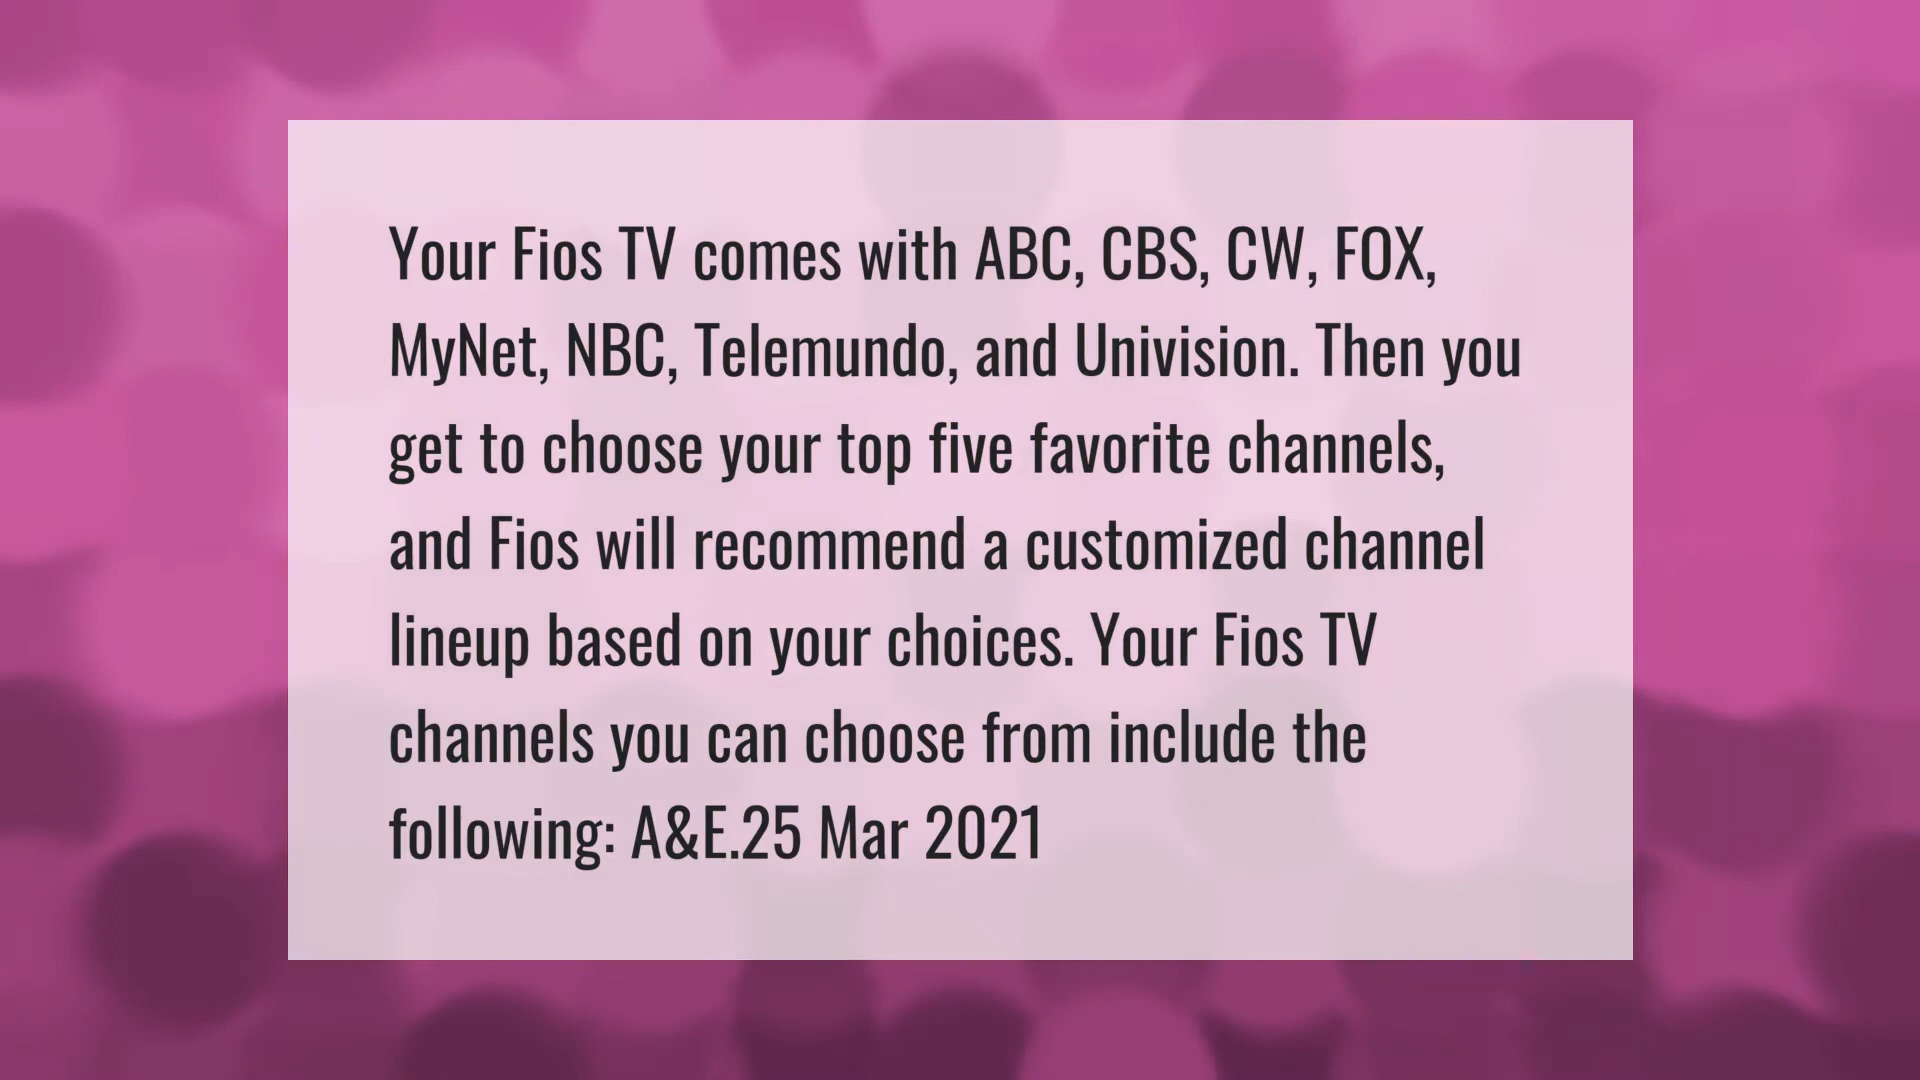 Your Fios TV comes with ABC, CBS, CW, FOX,
MyNet, NBC, Telemundo, and Univision. Then you
get to choose your top five favorite channels,
and Fios will recommend a customized channel
lineup based on your choices. Your Fios TV
channels you can choose from include the
following: A&E.25 Mar 2021